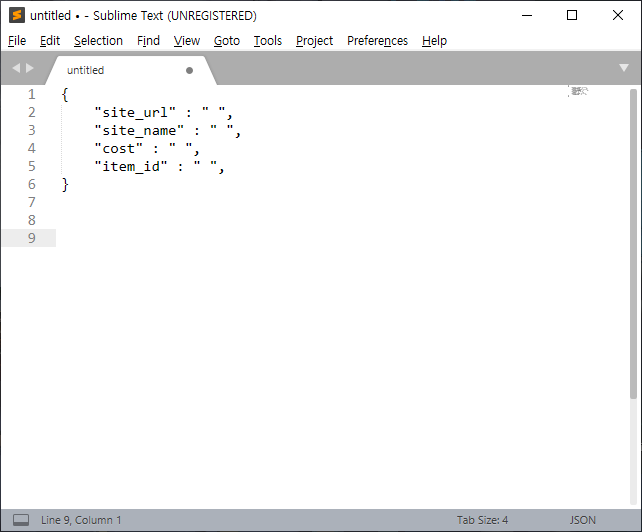 untitled • - Sublime Text (UNREGISTERED)
File Edit Selection Find View Goto Tools Project Preferences Help
untitled
1 {
2 "site_url" : " ",
3 "site_name" : " ",
4 "cost" : " ",
5 "item_id" : " ",
6 }
7
8
9
Line 9, Column 1 Tab Size: 4 JSON